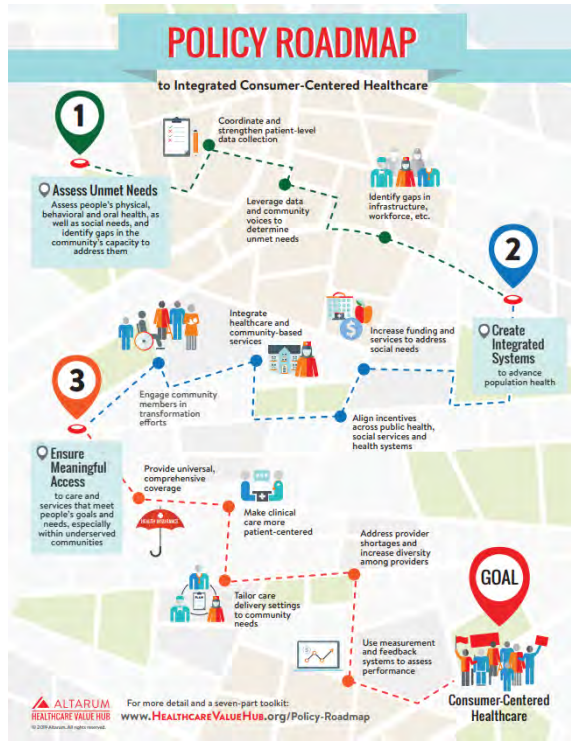 POLICY ROADMAP
to Integrated Consumer-Centered Healthcare
1
Assess Unmet Needs
Assess people's physical,
behavioral and oral health, as
well as social needs, and
identify gaps in the
community's capacity to
address them
Coordinate and
strengthen patient-level
data collection
Leverage data
and community
voices to
determine
unmet needs
Identify gaps in
infrastructure,
workforce, etc.
2
Create
Integrated
Systems
to advance
population health
Increase funding and
services to address
social needs
$
Align incentives
across public health,
social services and
health systems
Integrate
healthcare and
community-based
services
Engage community
members in
transformation
efforts
3
Ensure
Meaningful
Access
to care and
services that meet
people's goals and
needs, especially
within underserved
communities
Provide universal,
comprehensive
coverage
HEALTH INSURANCE
Make clinical
care more
patient-centered
Tailor care
delivery settings
to community
needs
PLAN
Address provider
shortages and
increase diversity
among providers
Use measurement
and feedback
systems to assess
performance
GOAL
Consumer-Centered
Healthcare
ALTARUM
HEALTHCARE VALUE HUB
© 2019 Altarum. All rights reserved.
For more detail and a seven-part toolkit:
www.HealthcareValueHub.org/Policy-Roadmap